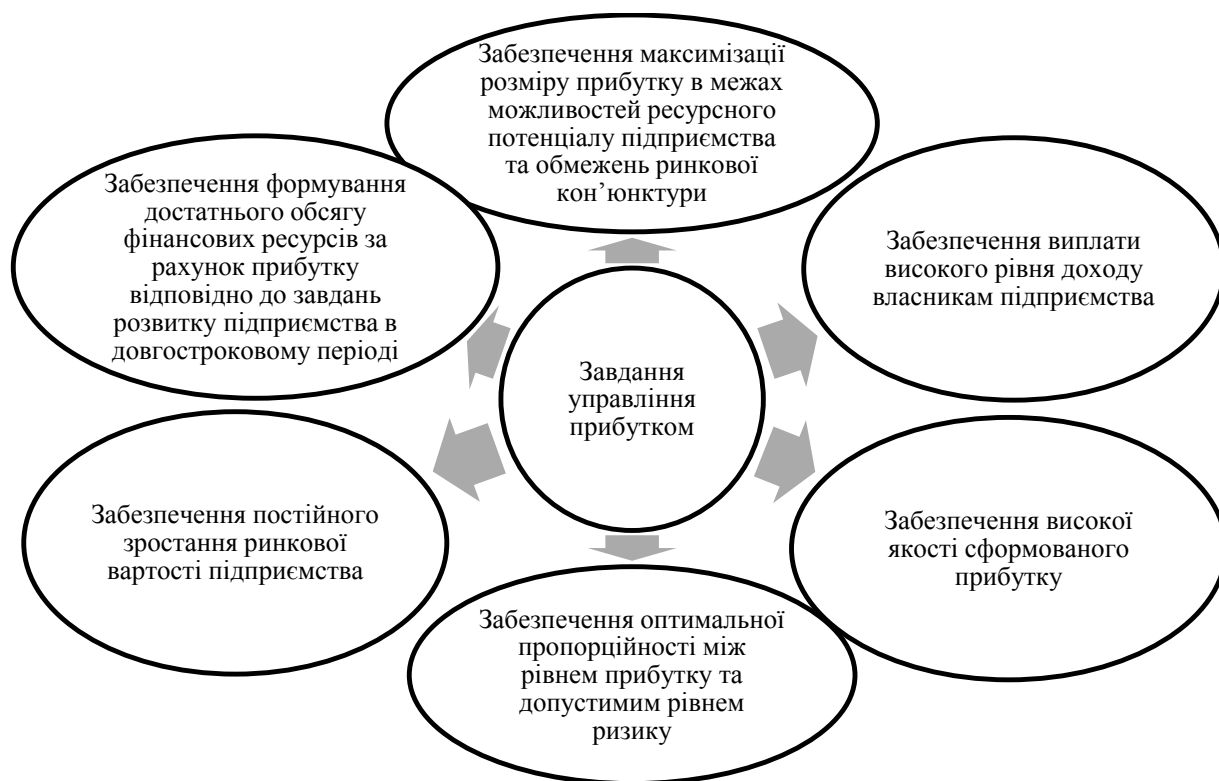 Забезпечення максимізації
розміру прибутку в межах
можливостей ресурсного
потенціалу підприємства
та обмежень ринкової
кон’юнктури
Забезпечення формування
достатнього обсягу
фінансових ресурсів за
рахунок прибутку
відповідно до завдань
розвитку підприємства в
довгостроковому періоді
Забезпечення виплати
високого рівня доходу
власникам підприємства
Завдання
управління
прибутком
Забезпечення постійного
зростання ринкової
вартості підприємства
Забезпечення високої
якості сформованого
прибутку
Забезпечення оптимальної
пропорційності між
рівнем прибутку та
допустимим рівнем
ризику